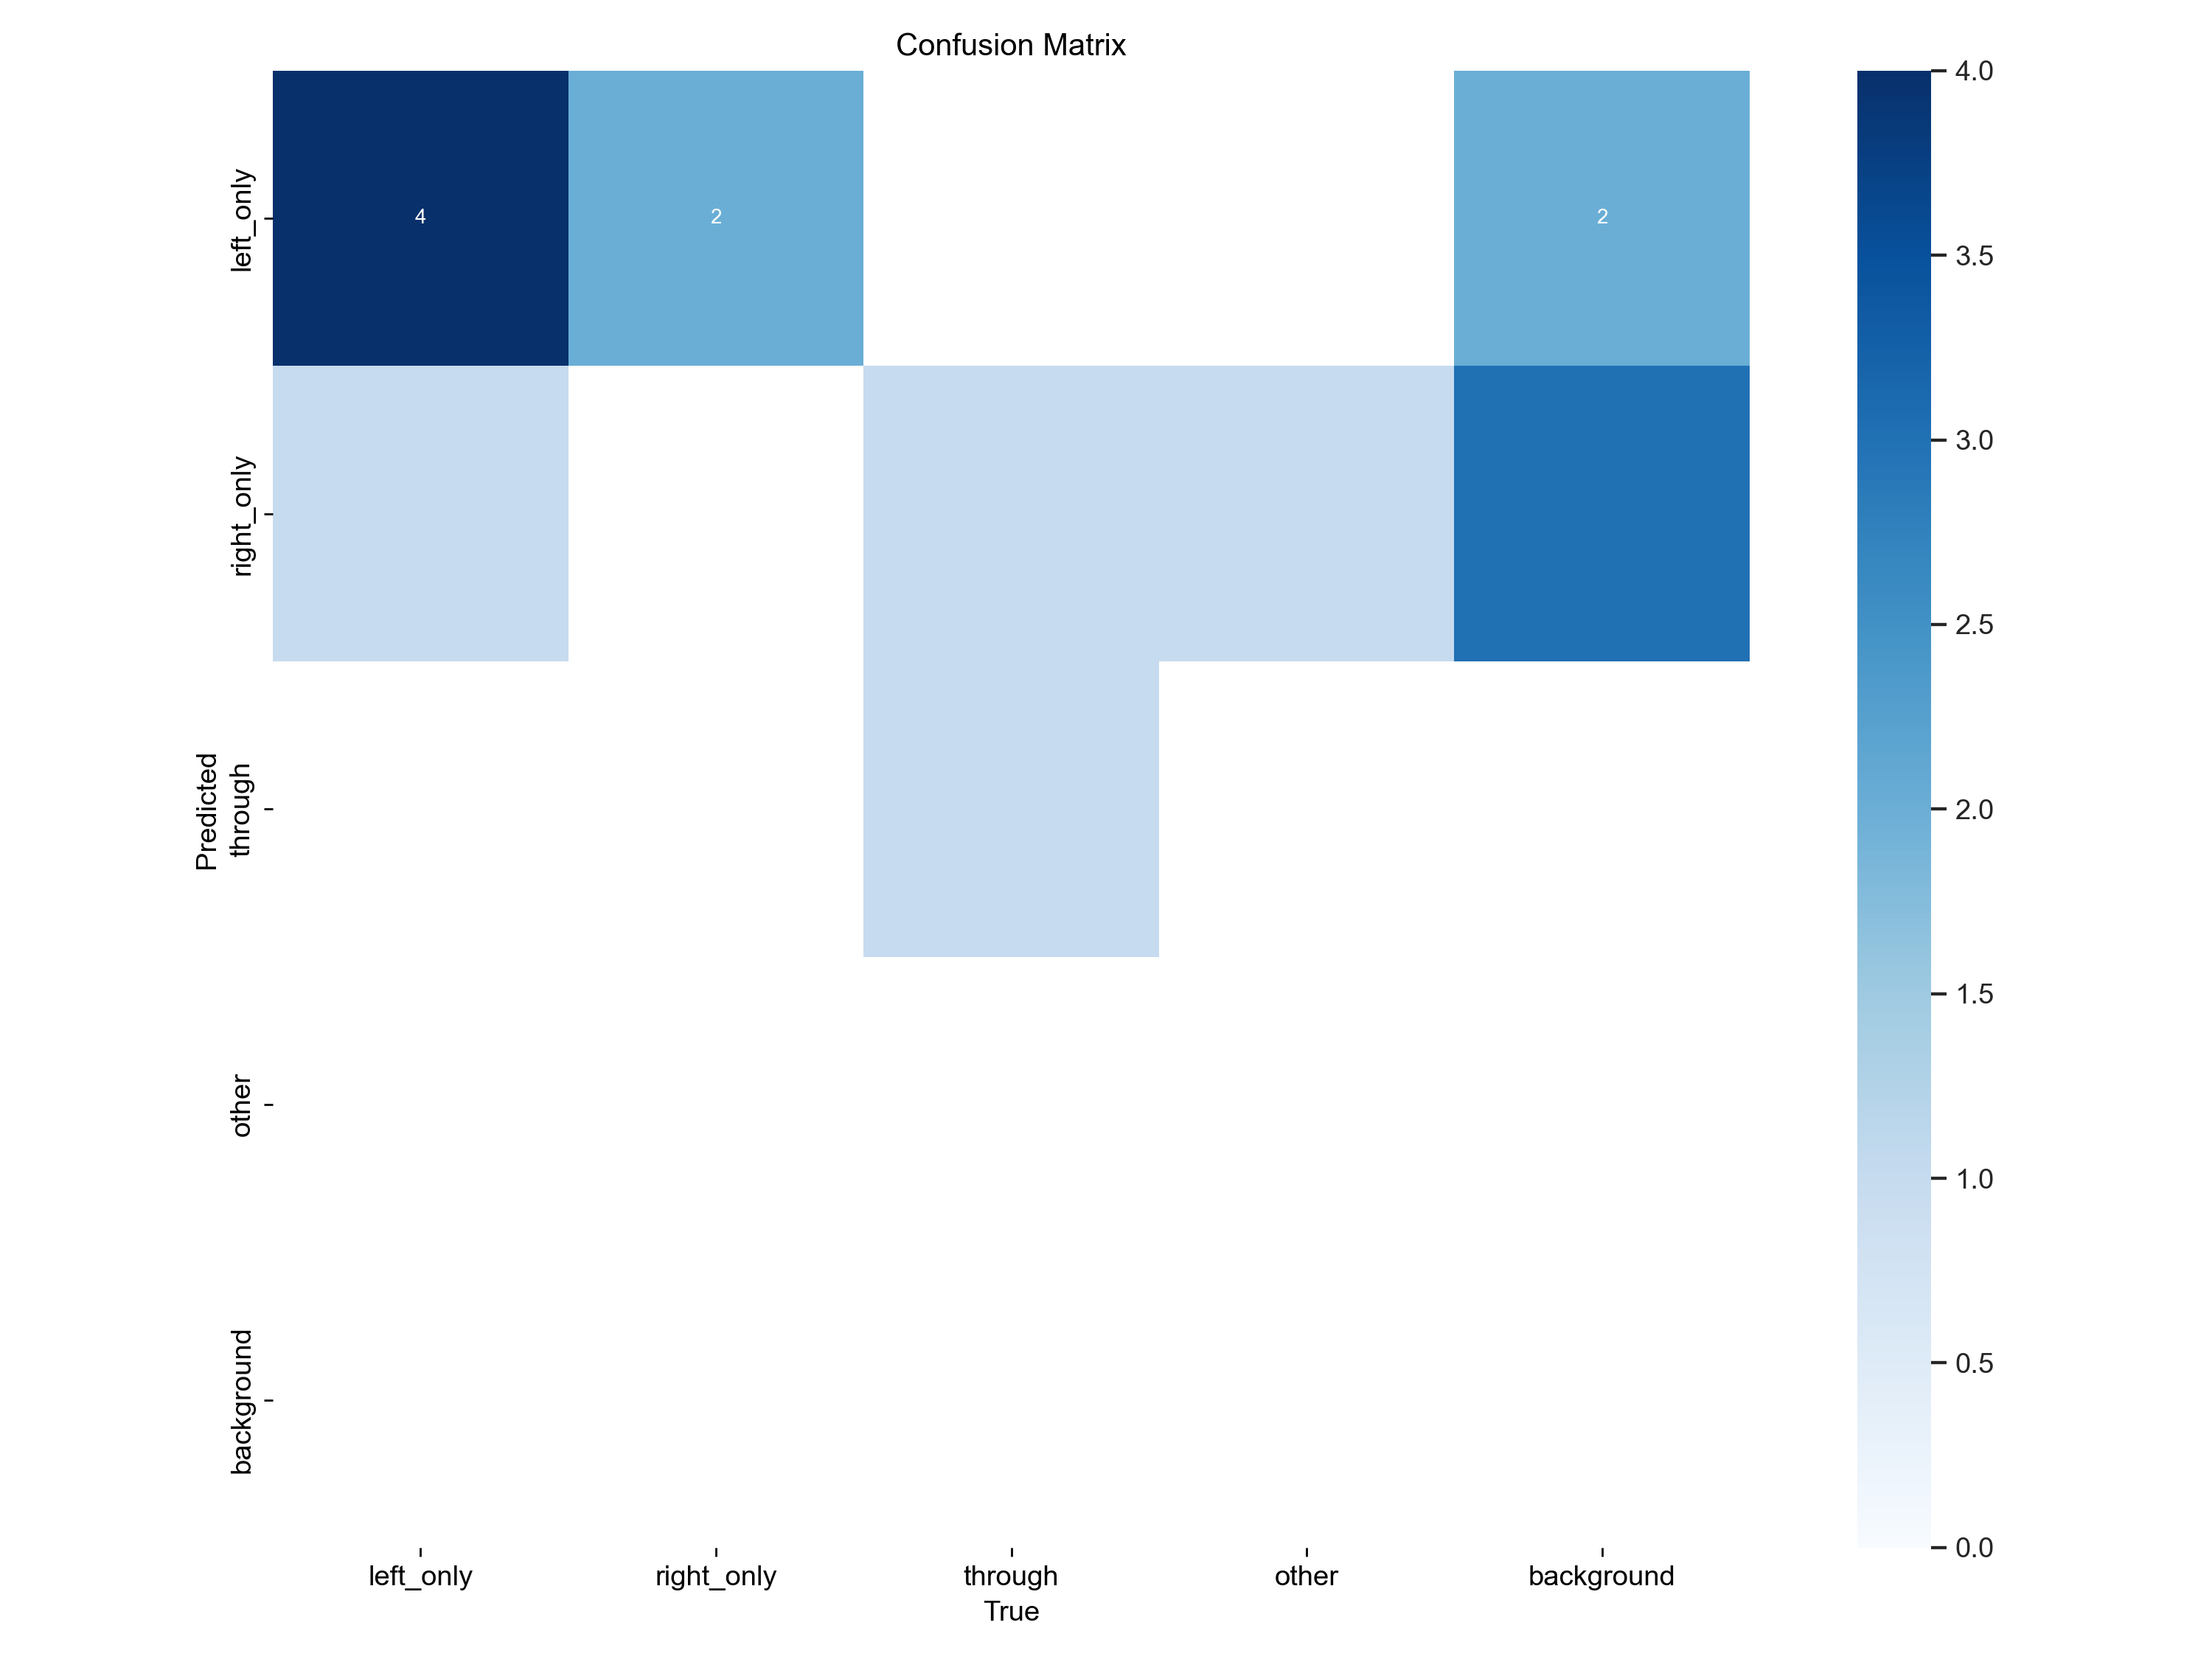 Confusion Matrix
left_only
right_only
Predicted
through
other
background
4
2
2
left_only
right_only
through
other
background
True
4.0
3.5
3.0
2.5
2.0
1.5
1.0
0.5
0.0